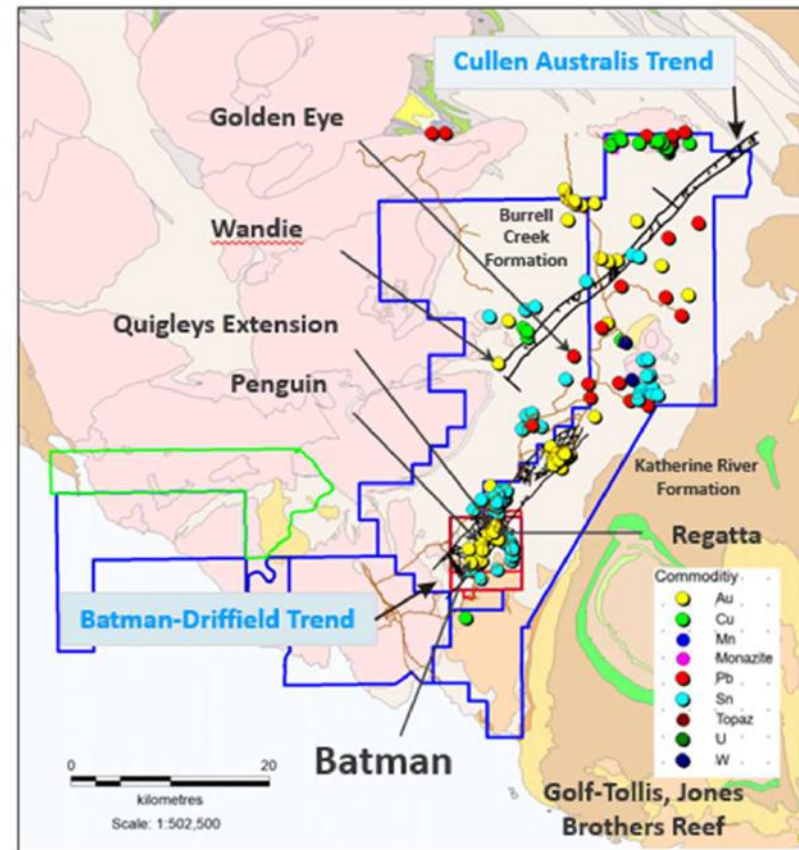 Cullen Australis Trend
Golden Eye
Wandie
Burrell
Creek
Formation
Quigleys Extension
Penguin
Katherine River
Formation
Regatta
Commoditiy
Au
Cu
Mn
Monazite
Pb
Sn
Topaz
U
W
Batman-Driffield Trend
Batman
0 20
kilometres
Scale: 1:502,500
Golf-Tollis, Jones
Brothers Reef